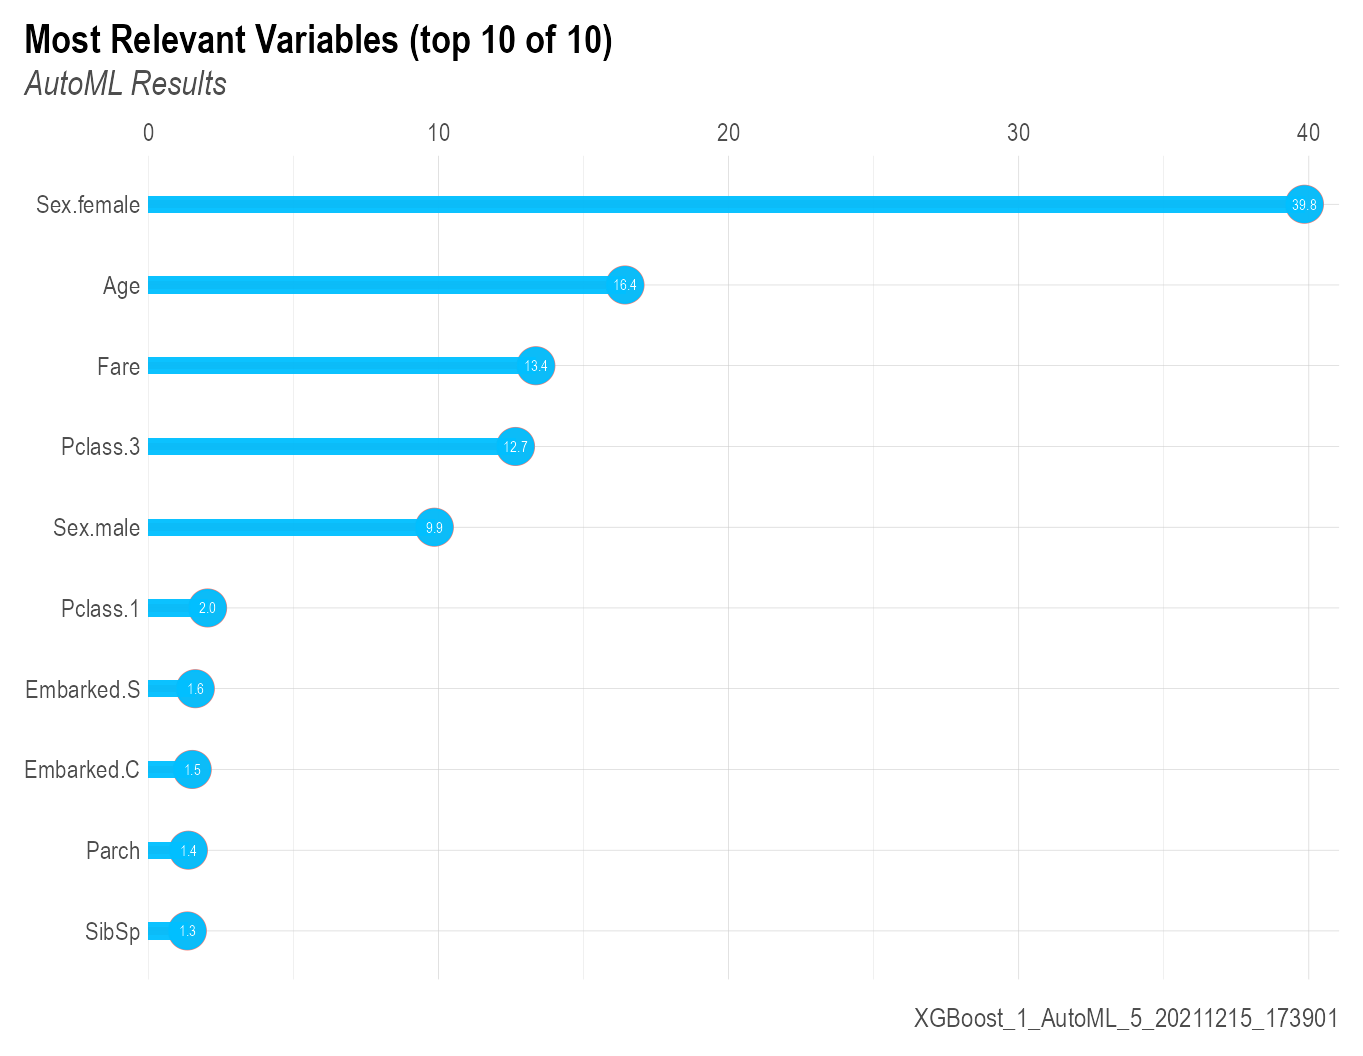 Most Relevant Variables (top 10 of 10)
AutoML Results
0 10 20 30 40
Sex.female 39.8
Age 16.4
Fare 13.4
Pclass.3 12.7
Sex.male 9.9
Pclass.1 2.0
Embarked.S 1.6
Embarked.C 1.5
Parch 1.4
SibSp 1.3
XGBoost_1_AutoML_5_20211215_173901